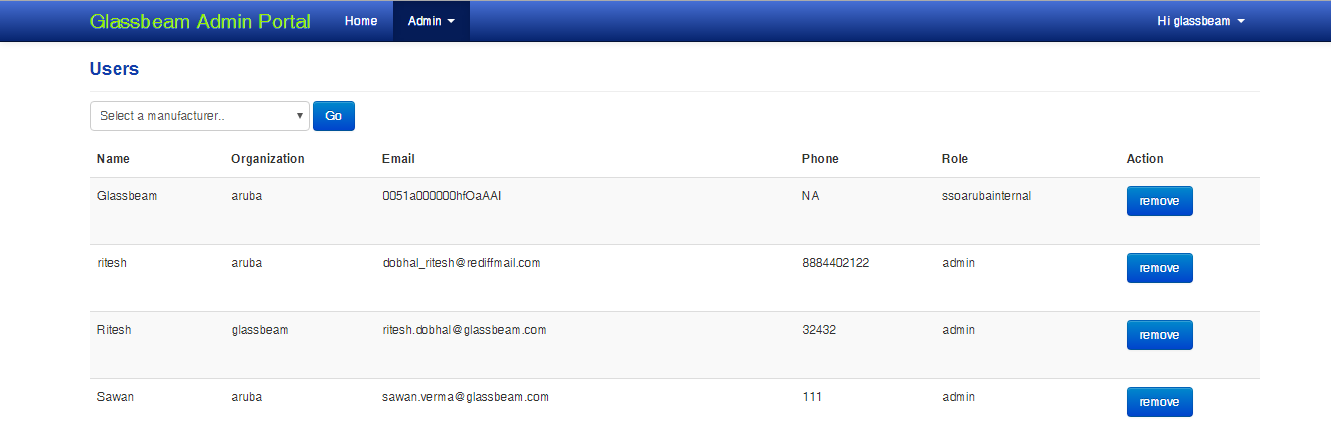 Glassbeam Admin Portal Home Admin Hi glassbeam
Users
Select a manufacturer.. Go
Name Organization Email Phone Role Action
Glassbeam aruba 0051a000000hfOaAAI NA ssoarubainternal remove
ritesh aruba dobhal_ritesh@rediffmail.com 8884402122 admin remove
Ritesh glassbeam ritesh.dobhal@glassbeam.com 32432 admin remove
Sawan aruba sawan.verma@glassbeam.com 111 admin remove